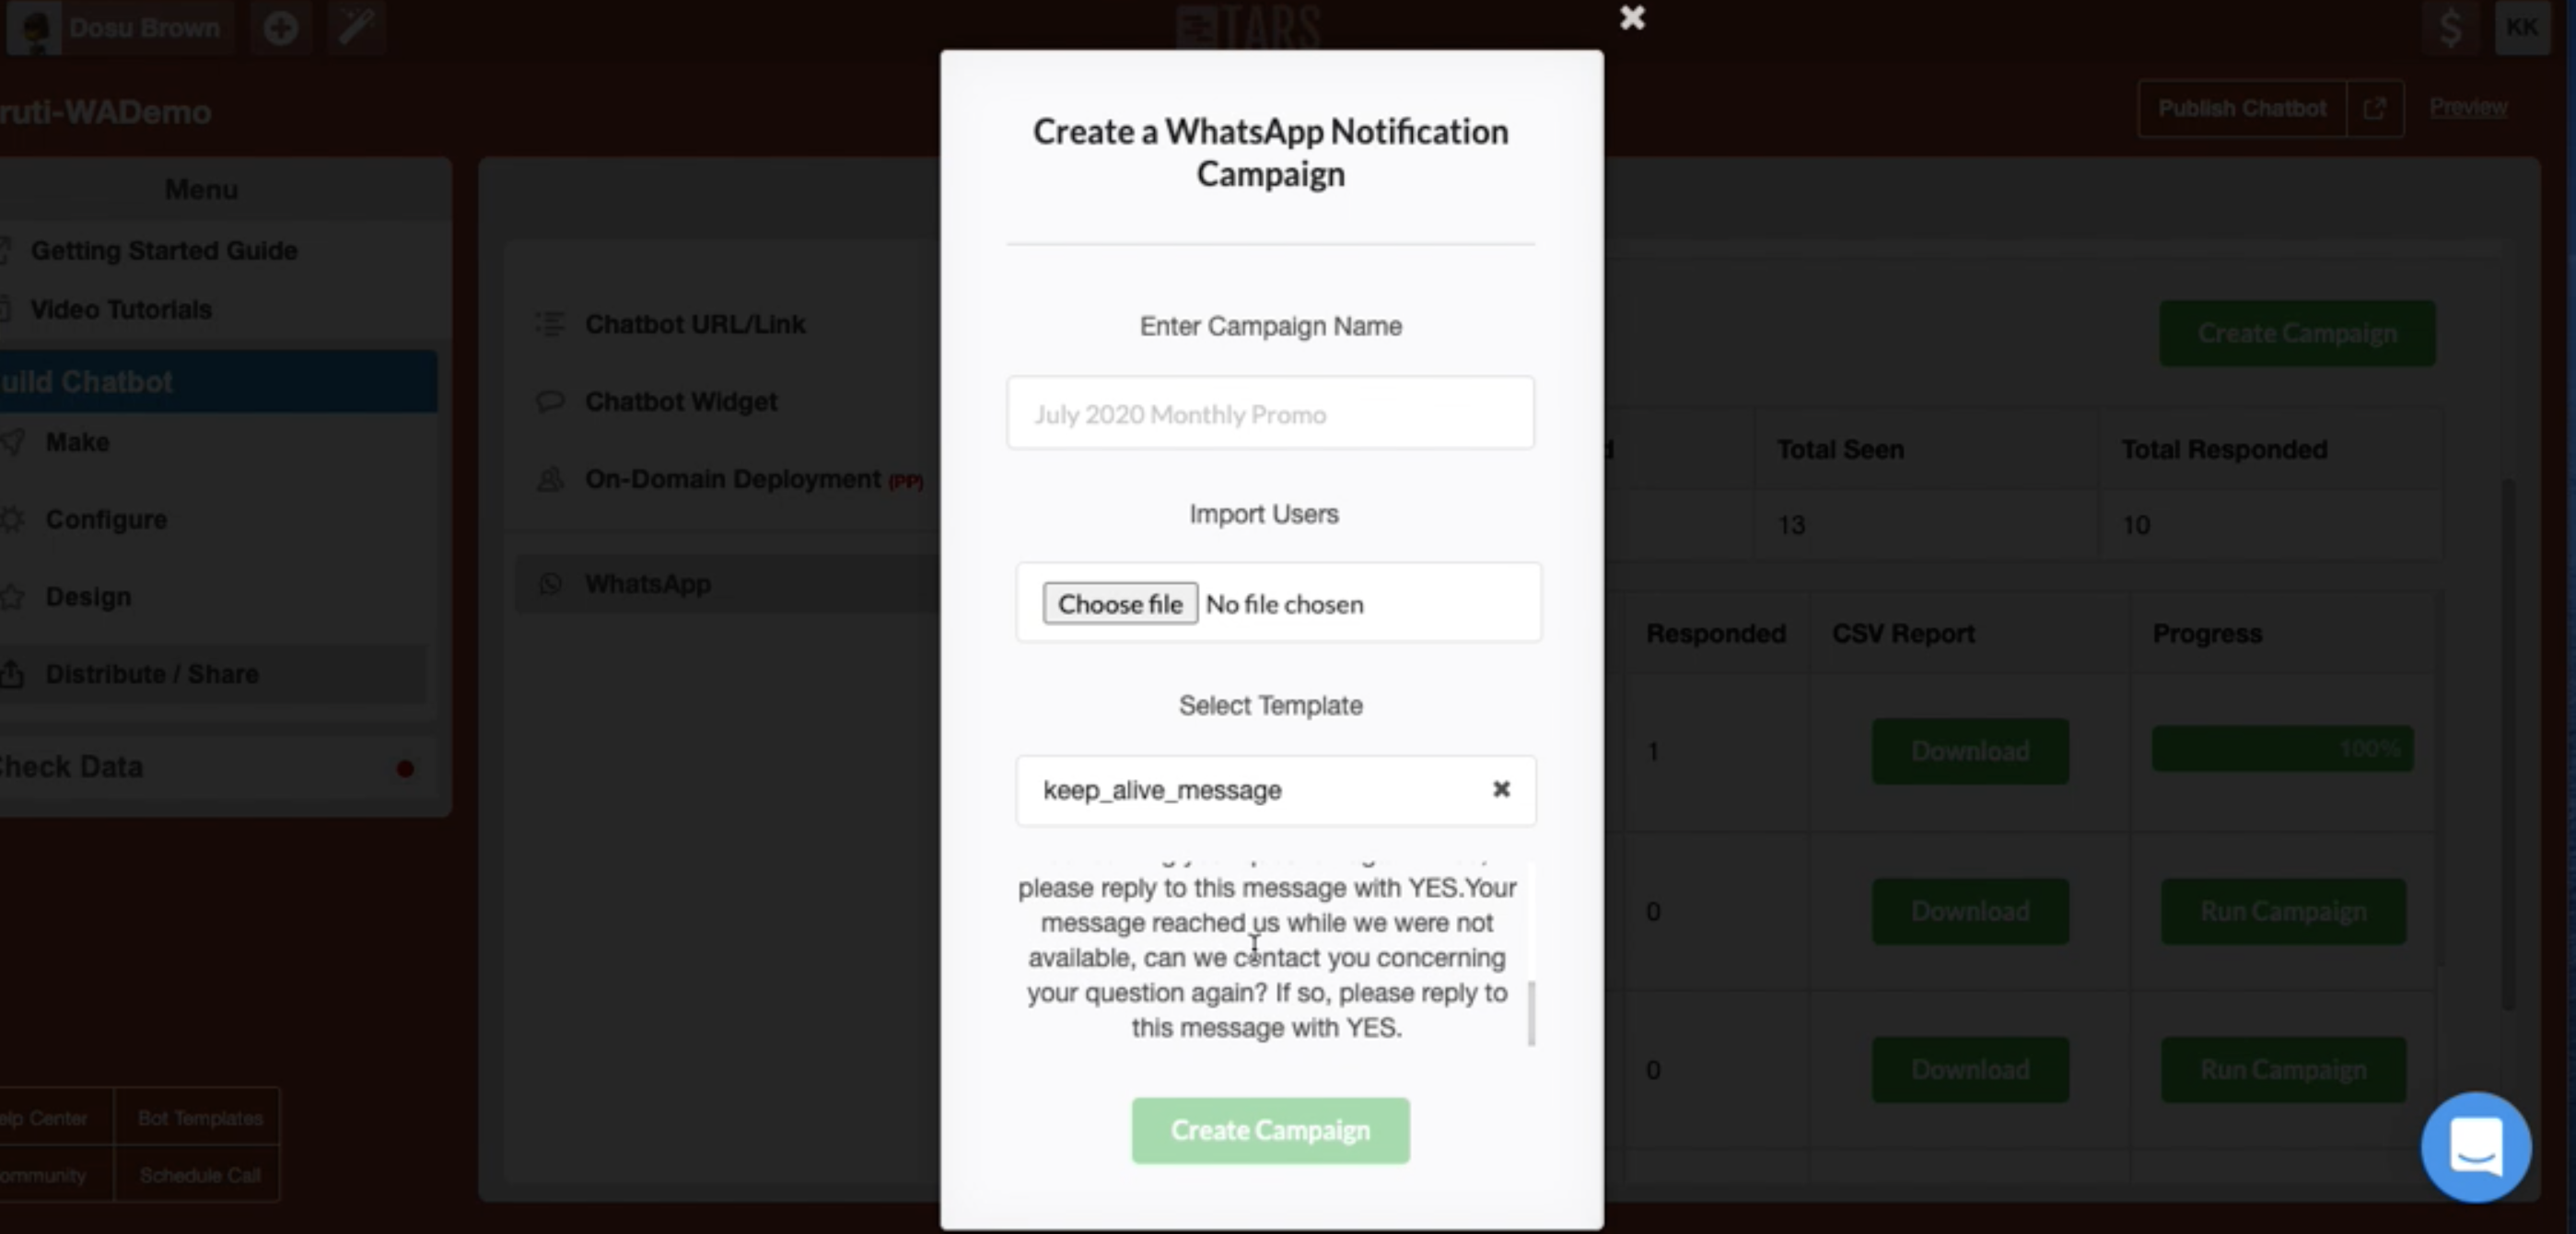 Dosu Brown
TARS
$
KK
ruti-WADemo
Publish Chatbot
Preview
Menu
Getting Started Guide
Video Tutorials
uild Chatbot
Make
Configure
Design
Distribute / Share
Check Data
elp Center
Bot Templates
ommunity
Schedule Call
Chatbot URL/Link
Chatbot Widget
On-Domain Deployment (PP)
WhatsApp
Create a WhatsApp Notification
Campaign
Enter Campaign Name
July 2020 Monthly Promo
Import Users
Choose file No file chosen
Select Template
keep_alive_message
please reply to this message with YES.Your
message reached us while we were not
available, can we contact you concerning
your question again? If so, please reply to
this message with YES.
Create Campaign
Create Campaign
d Total Seen Total Responded
13 10
Responded CSV Report Progress
1 Download 100%
0 Download Run Campaign
0 Download Run Campaign